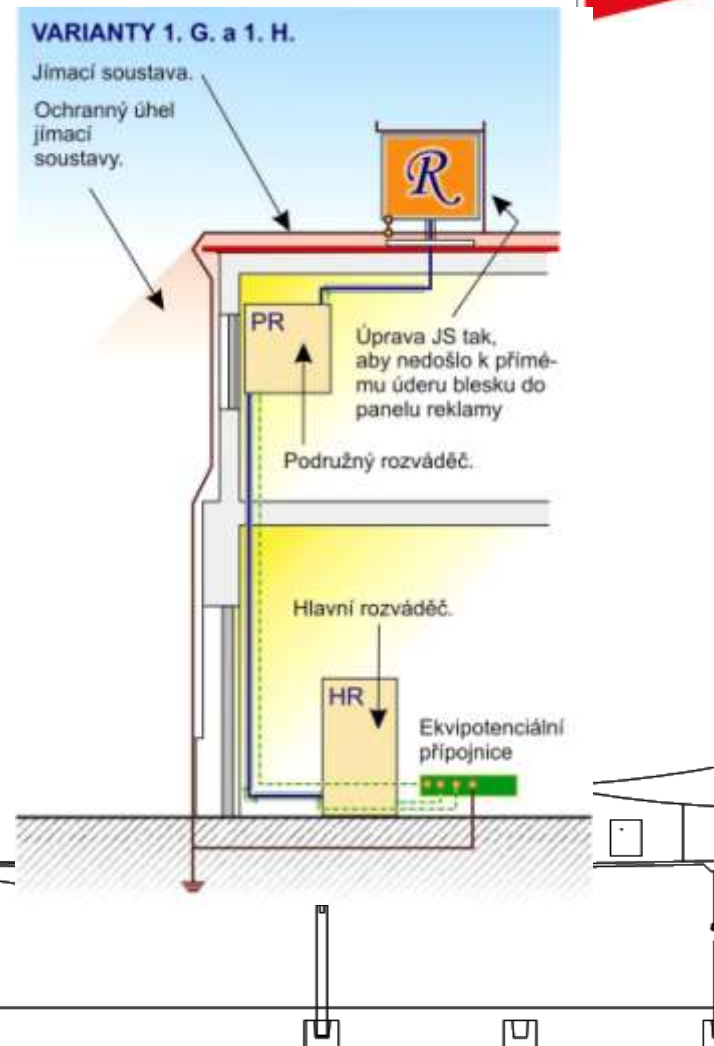 VARIANTY 1. G. a 1. H.
Jímací soustava.
Ochranný úhel
jímací
soustavy.
R
PR
Úprava JS tak,
aby nedošlo k přímé-
mu úderu blesku do
panelu reklamy
Podružný rozváděč.
Hlavní rozváděč.
HR
Ekvipotenciální
přípojnice